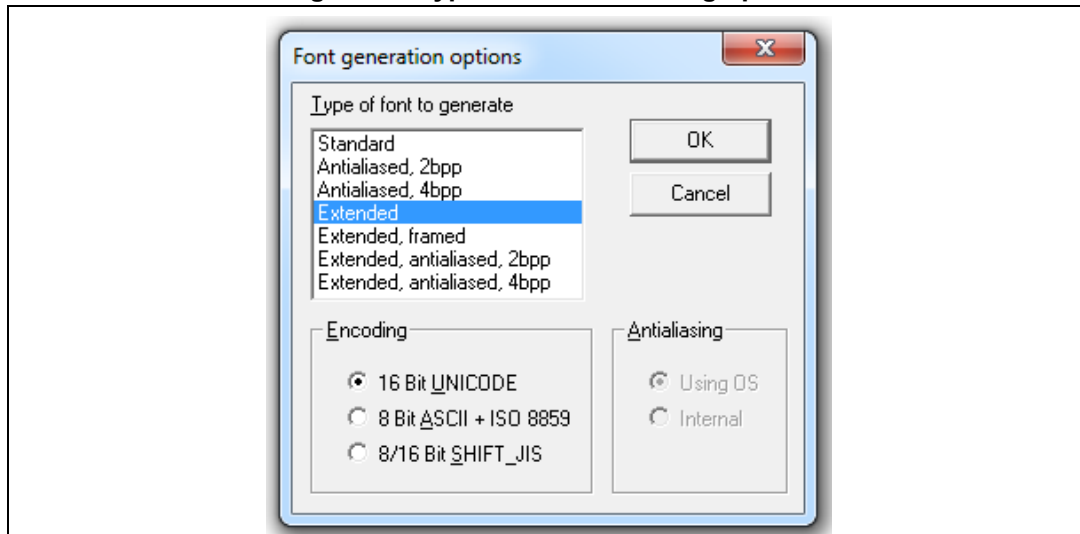 Font generation options
Type of font to generate
Standard
Antialiased, 2bpp
Antialiased, 4bpp
Extended
Extended, framed
Extended, antialiased, 2bpp
Extended, antialiased, 4bpp
OK
Cancel
Encoding
16 Bit UNICODE
8 Bit ASCII + ISO 8859
8/16 Bit SHIFT_JIS
Antialiasing
Using OS
Internal